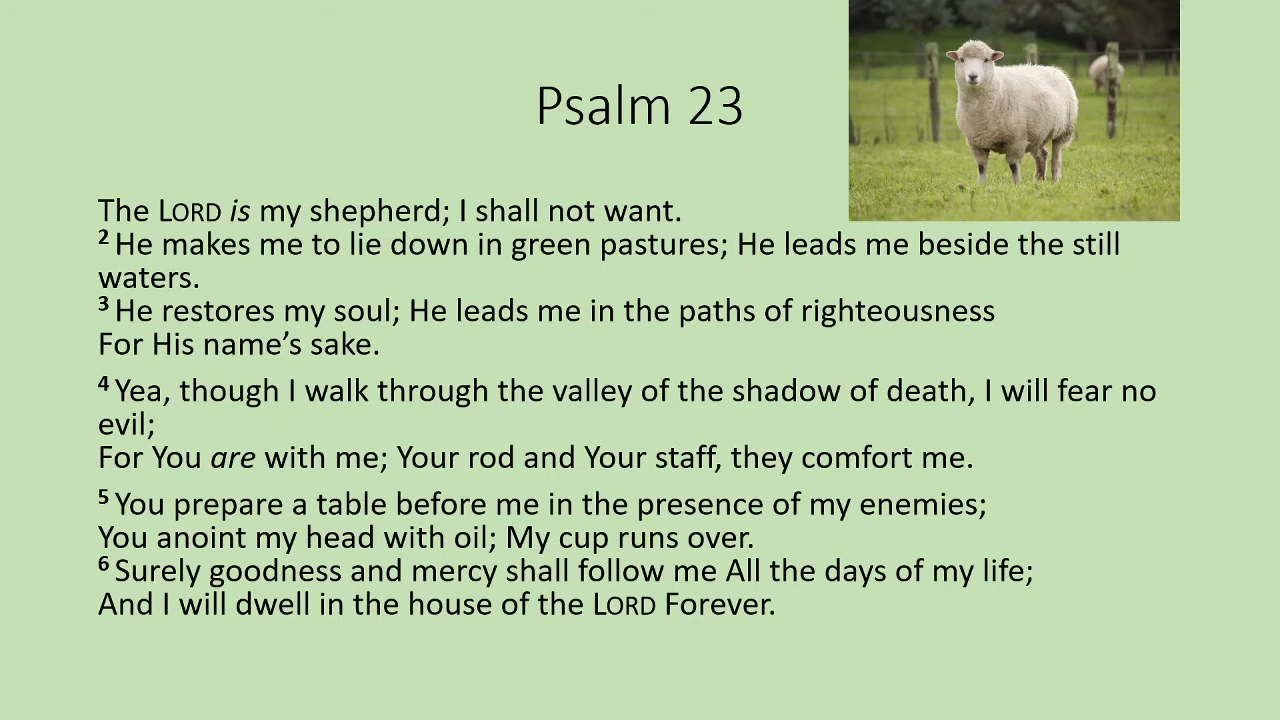 Psalm 23
The LORD is my shepherd; I shall not want.
2 He makes me to lie down in green pastures; He leads me beside the still
waters.
3 He restores my soul; He leads me in the paths of righteousness
For His name’s sake.
4 Yea, though I walk through the valley of the shadow of death, I will fear no
evil;
For You are with me; Your rod and Your staff, they comfort me.
5 You prepare a table before me in the presence of my enemies;
You anoint my head with oil; My cup runs over.
6 Surely goodness and mercy shall follow me All the days of my life;
And I will dwell in the house of the LORD Forever.